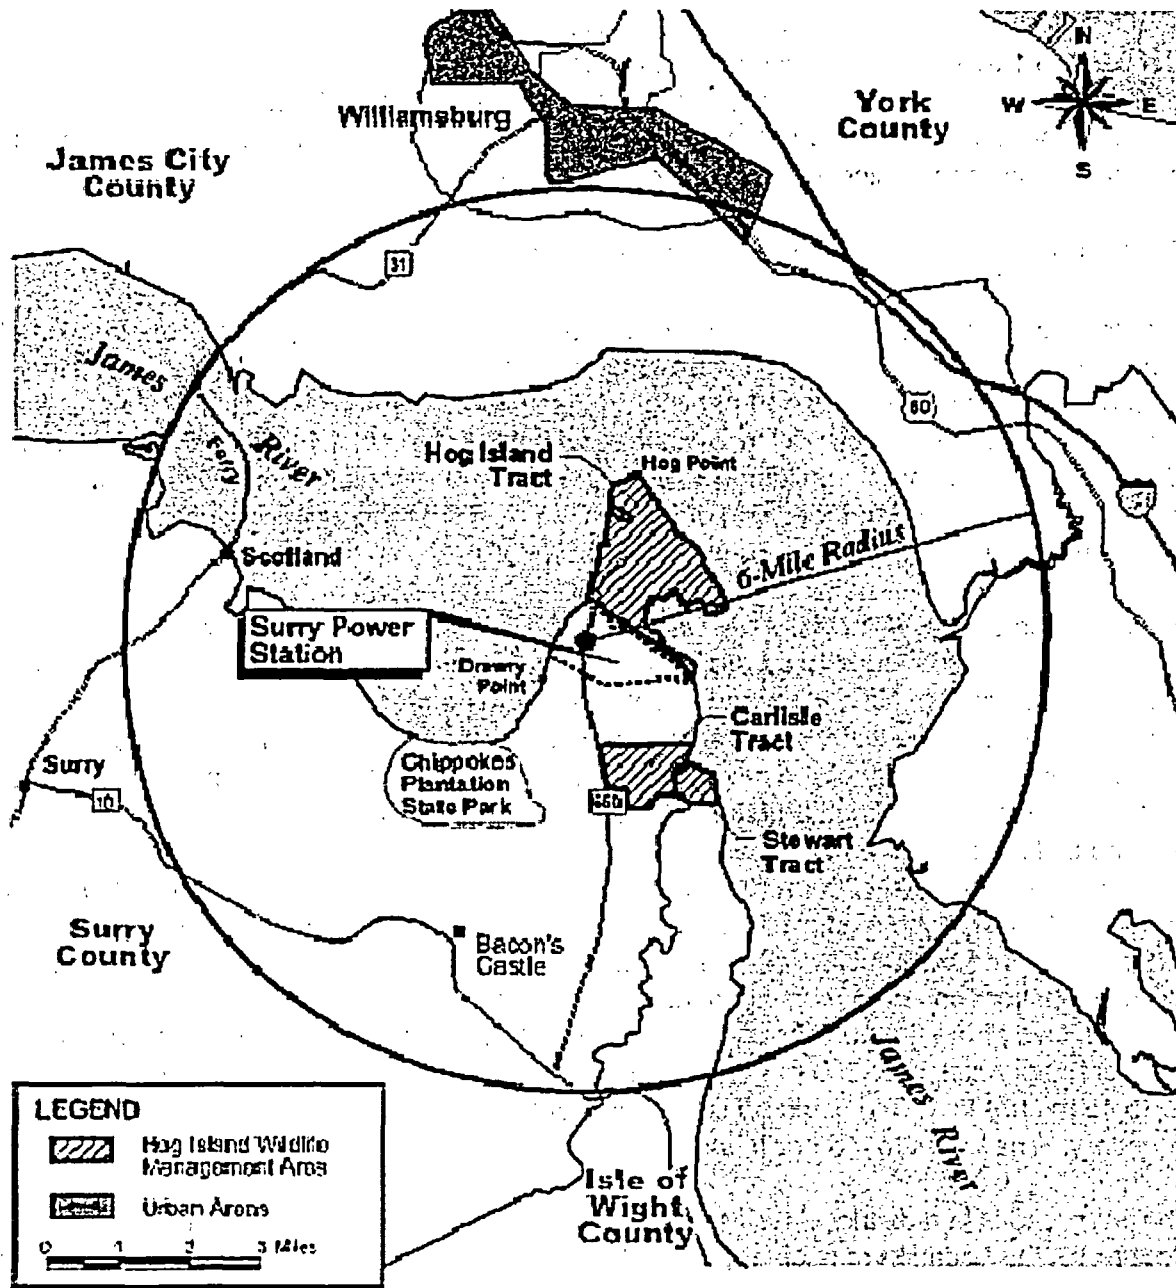 N
W E
S
Williamsburg
York
County
James City
County
31
James
River
Ferry
60
Hog Island
Tract
Hog Point
6-Mile Radius
Scotland
Surry Power
Station
Drewry
Point
Carlisle
Tract
Surry
10
Chippokes
Plantation
State Park
650
Stewart
Tract
Surry
County
Bacon's
Castle
James
River
Isle of
Wight
County
LEGEND
Hog Island Wildlife
Management Area
Urban Areas
0 1 2 3 Miles